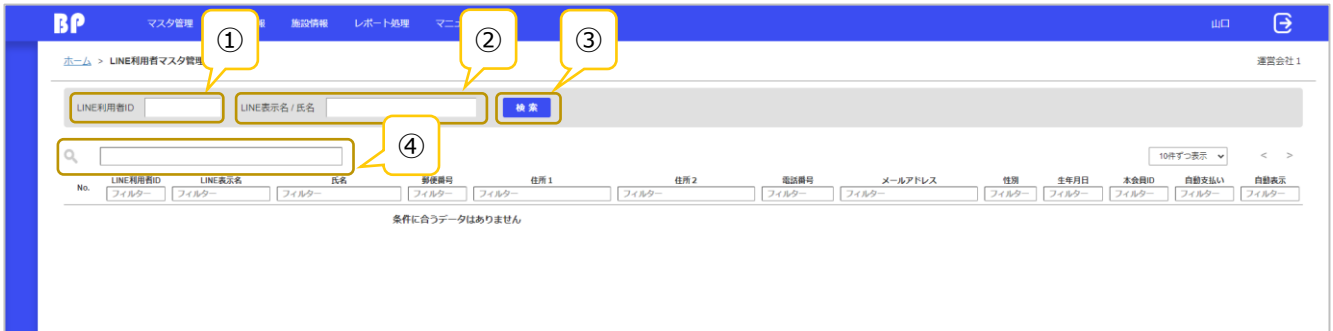 BP マスタ管理 報 施設情報 レポート処理 マニュ 山口
① ② ③
ホーム > LINE利用者マスタ管理 運営会社1
LINE利用者ID LINE表示名 / 氏名 検 索
④
10件ずつ表示 < >
No. LINE利用者ID LINE表示名 氏名 郵便番号 住所1 住所2 電話番号 メールアドレス 性別 生年月日 本会員ID 自動支払い 自動表示
フィルター フィルター フィルター フィルター フィルター フィルター フィルター フィルター フィルター フィルター フィルター フィルター フィルター
条件に合うデータはありません